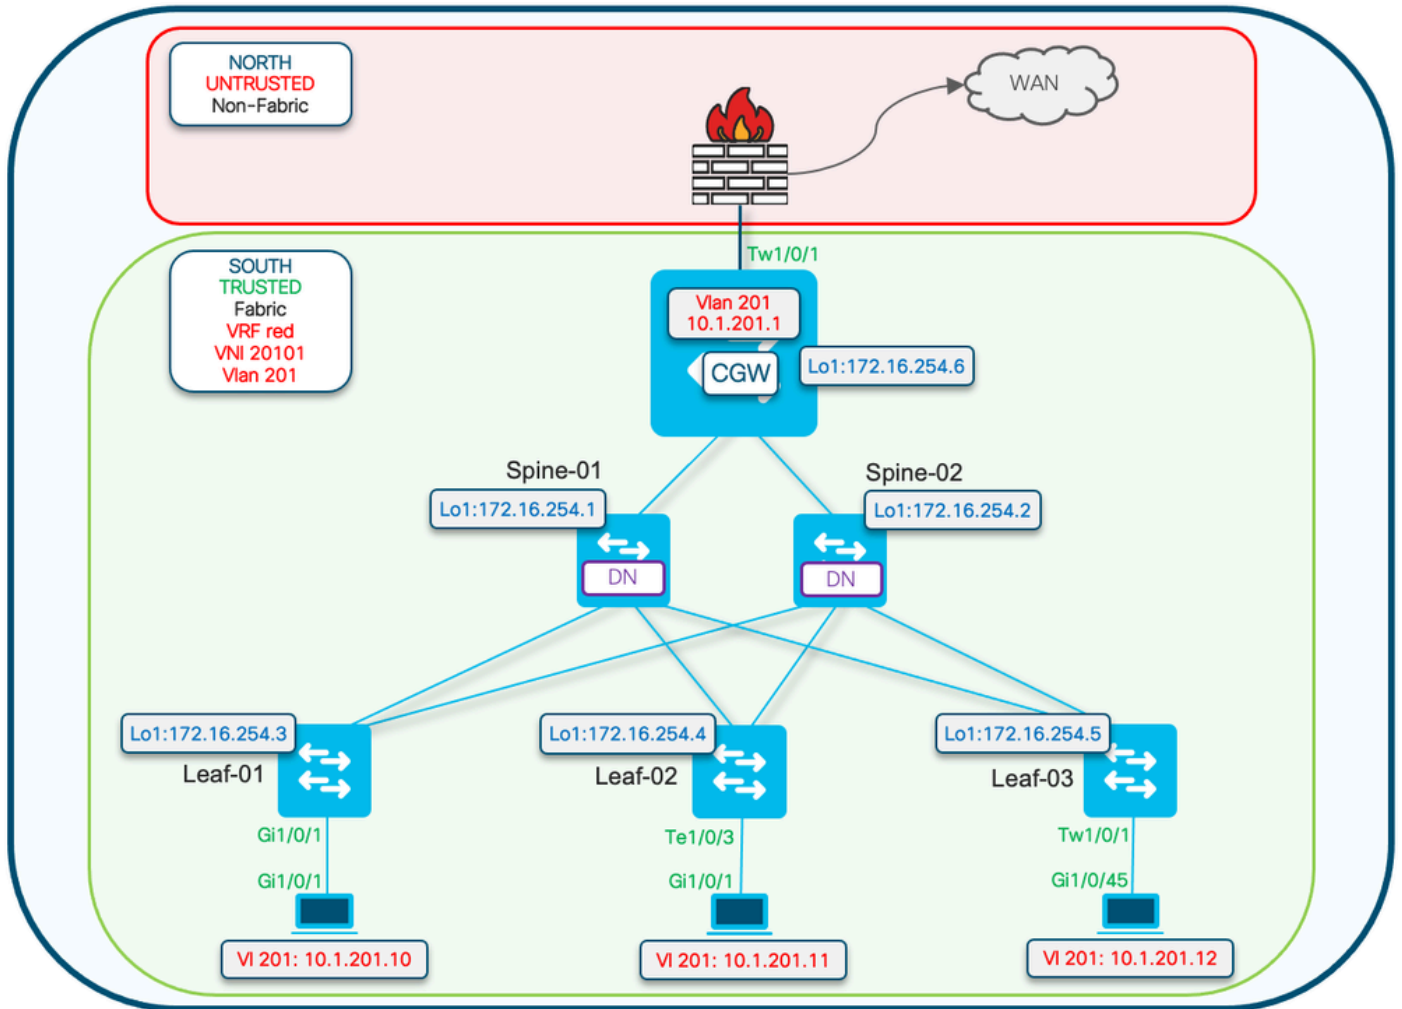 NORTH
UNTRUSTED
Non-Fabric
WAN
Tw1/0/1
SOUTH
TRUSTED
Fabric
VRF red
VNI 20101
Vlan 201
Vlan 201
10.1.201.1
CGW
Lo1:172.16.254.6
Spine-01
Lo1:172.16.254.1
DN
Spine-02
Lo1:172.16.254.2
DN
Lo1:172.16.254.3
Leaf-01
Lo1:172.16.254.4
Leaf-02
Lo1:172.16.254.5
Leaf-03
Gi1/0/1
Te1/0/3
Tw1/0/1
Gi1/0/1
Gi1/0/1
Gi1/0/45
Vl 201: 10.1.201.10
Vl 201: 10.1.201.11
Vl 201: 10.1.201.12